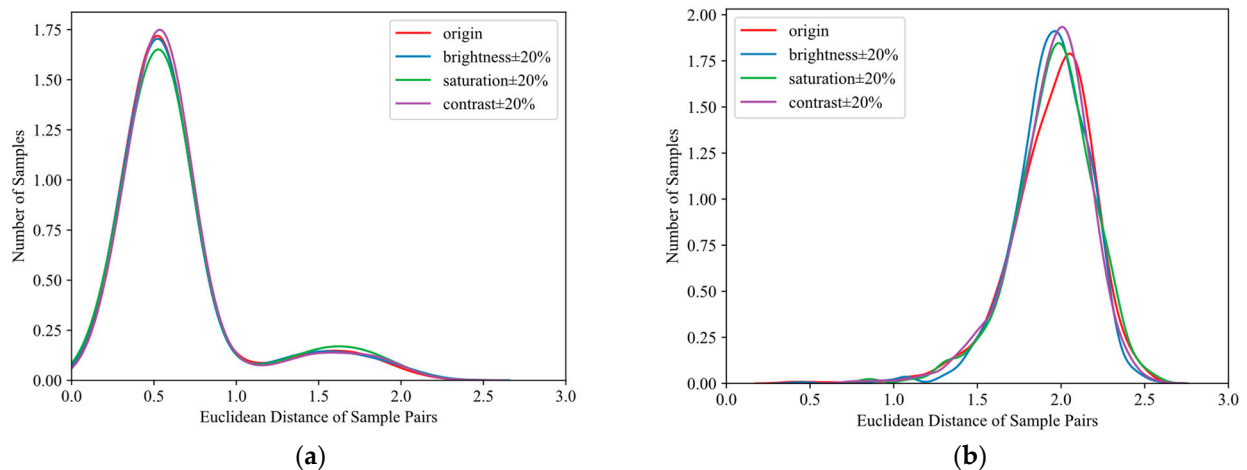 origin
brightness±20%
saturation±20%
contrast±20%
1.75
1.50
1.25
1.00
0.75
0.50
0.25
0.00
Number of Samples
0.0 0.5 1.0 1.5 2.0 2.5 3.0
Euclidean Distance of Sample Pairs
(a)
origin
brightness±20%
saturation±20%
contrast±20%
2.00
1.75
1.50
1.25
1.00
0.75
0.50
0.25
0.00
Number of Samples
0.0 0.5 1.0 1.5 2.0 2.5 3.0
Euclidean Distance of Sample Pairs
(b)